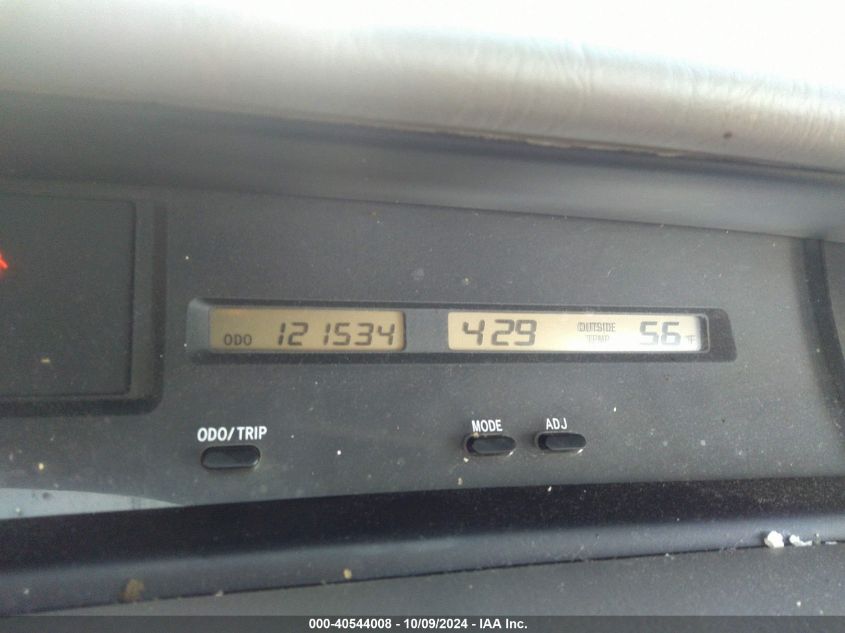 ODO 121534 429 OUTSIDE TEMP 56 °F
ODO/TRIP MODE ADJ
000-40544008 - 10/09/2024 - IAA Inc.